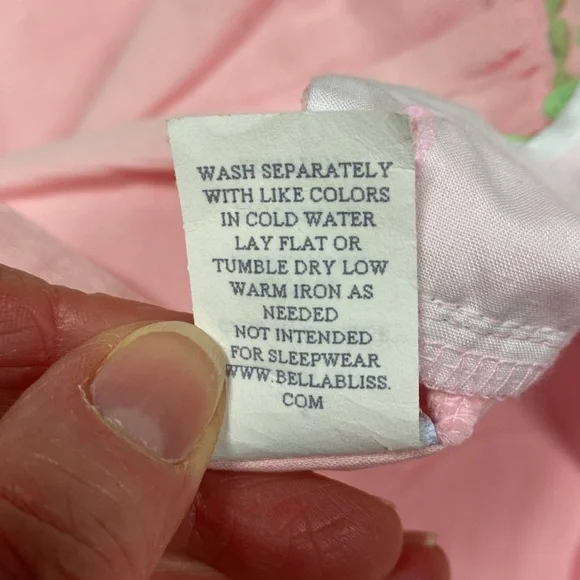 WASH SEPARATELY
WITH LIKE COLORS
IN COLD WATER
LAY FLAT OR
TUMBLE DRY LOW
WARM IRON AS
NEEDED
NOT INTENDED
FOR SLEEPWEAR
WWW.BELLABLISS.
COM